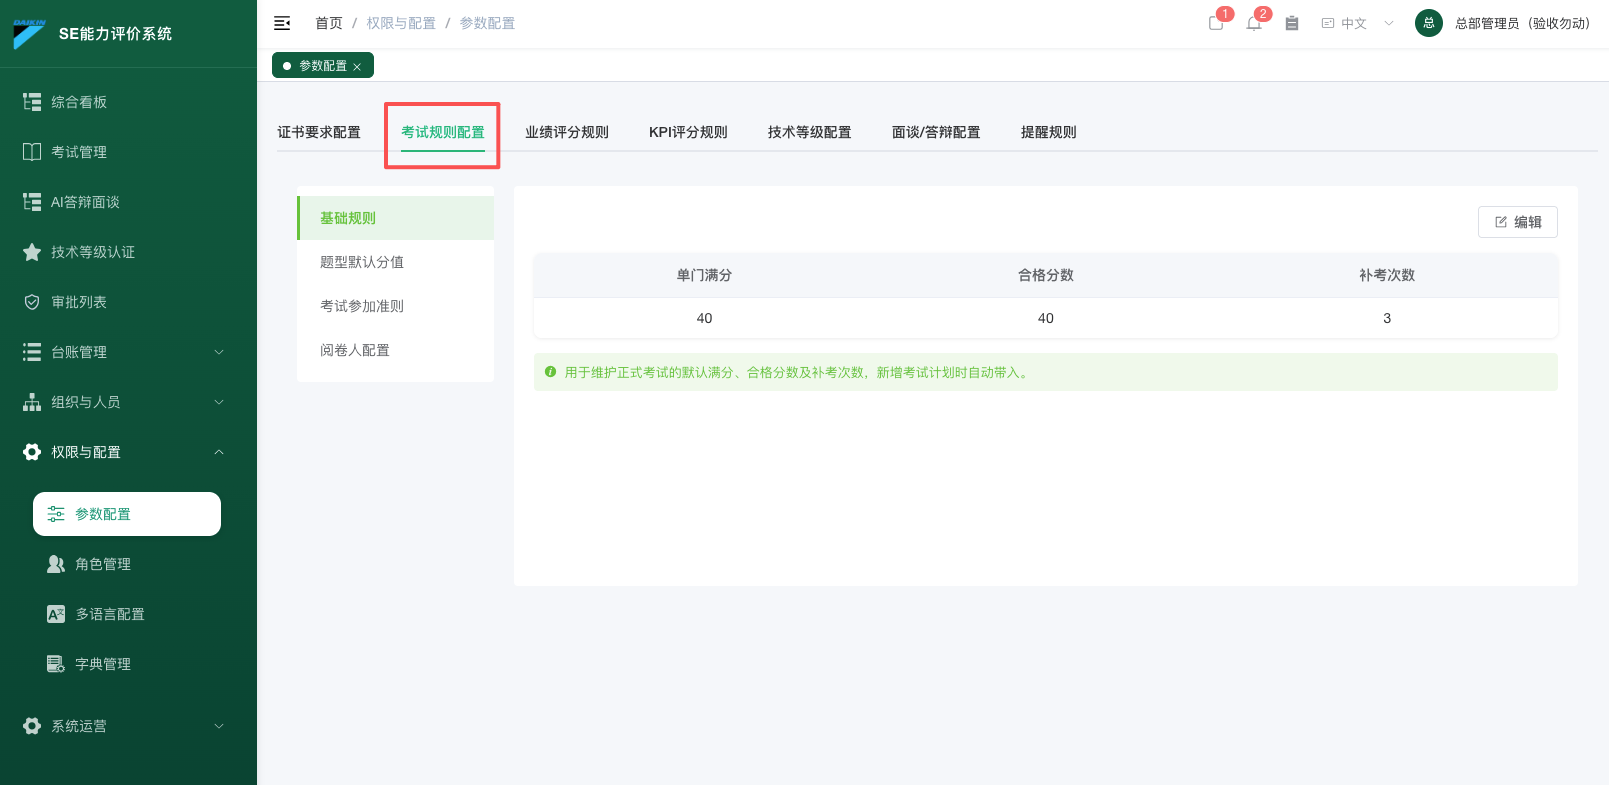 DAIKIN
SE能力评价系统
首页 / 权限与配置 / 参数配置
1
2
中文
总
总部管理员（验收勿动）
参数配置
综合看板
考试管理
AI答辩面谈
技术等级认证
审批列表
台账管理
组织与人员
权限与配置
参数配置
角色管理
多语言配置
字典管理
系统运营
证书要求配置 考试规则配置 业绩评分规则 KPI评分规则 技术等级配置 面谈/答辩配置 提醒规则
基础规则
题型默认分值
考试参加准则
阅卷人配置
编辑
单门满分 合格分数 补考次数
40 40 3
用于维护正式考试的默认满分、合格分数及补考次数，新增考试计划时自动带入。